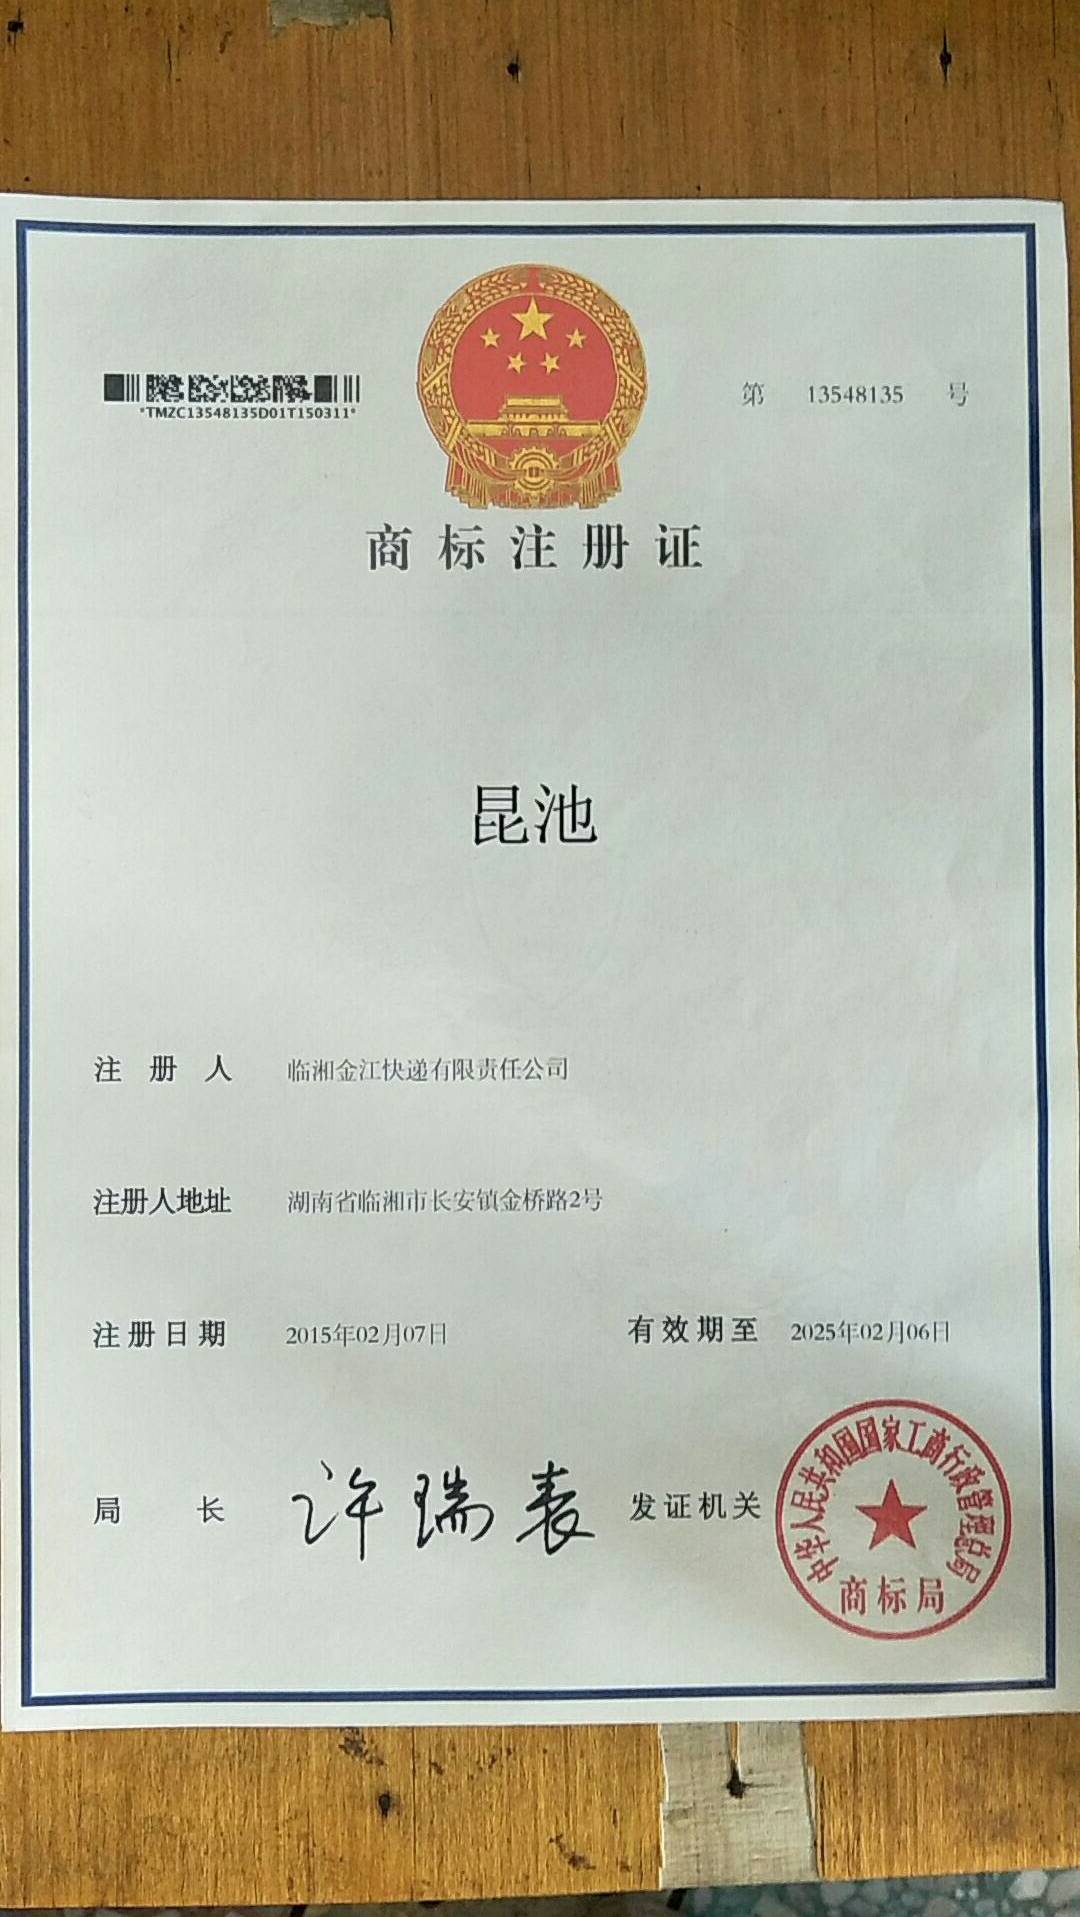 *TMZC13548135D01T150311*
第 13548135 号
商标注册证
昆池
注册人 临湘金江快递有限责任公司
注册人地址 湖南省临湘市长安镇金桥路2号
注册日期 2015年02月07日 有效期至 2025年02月06日
局长 许瑞表 发证机关
中华人民共和国国家工商行政管理总局
商标局